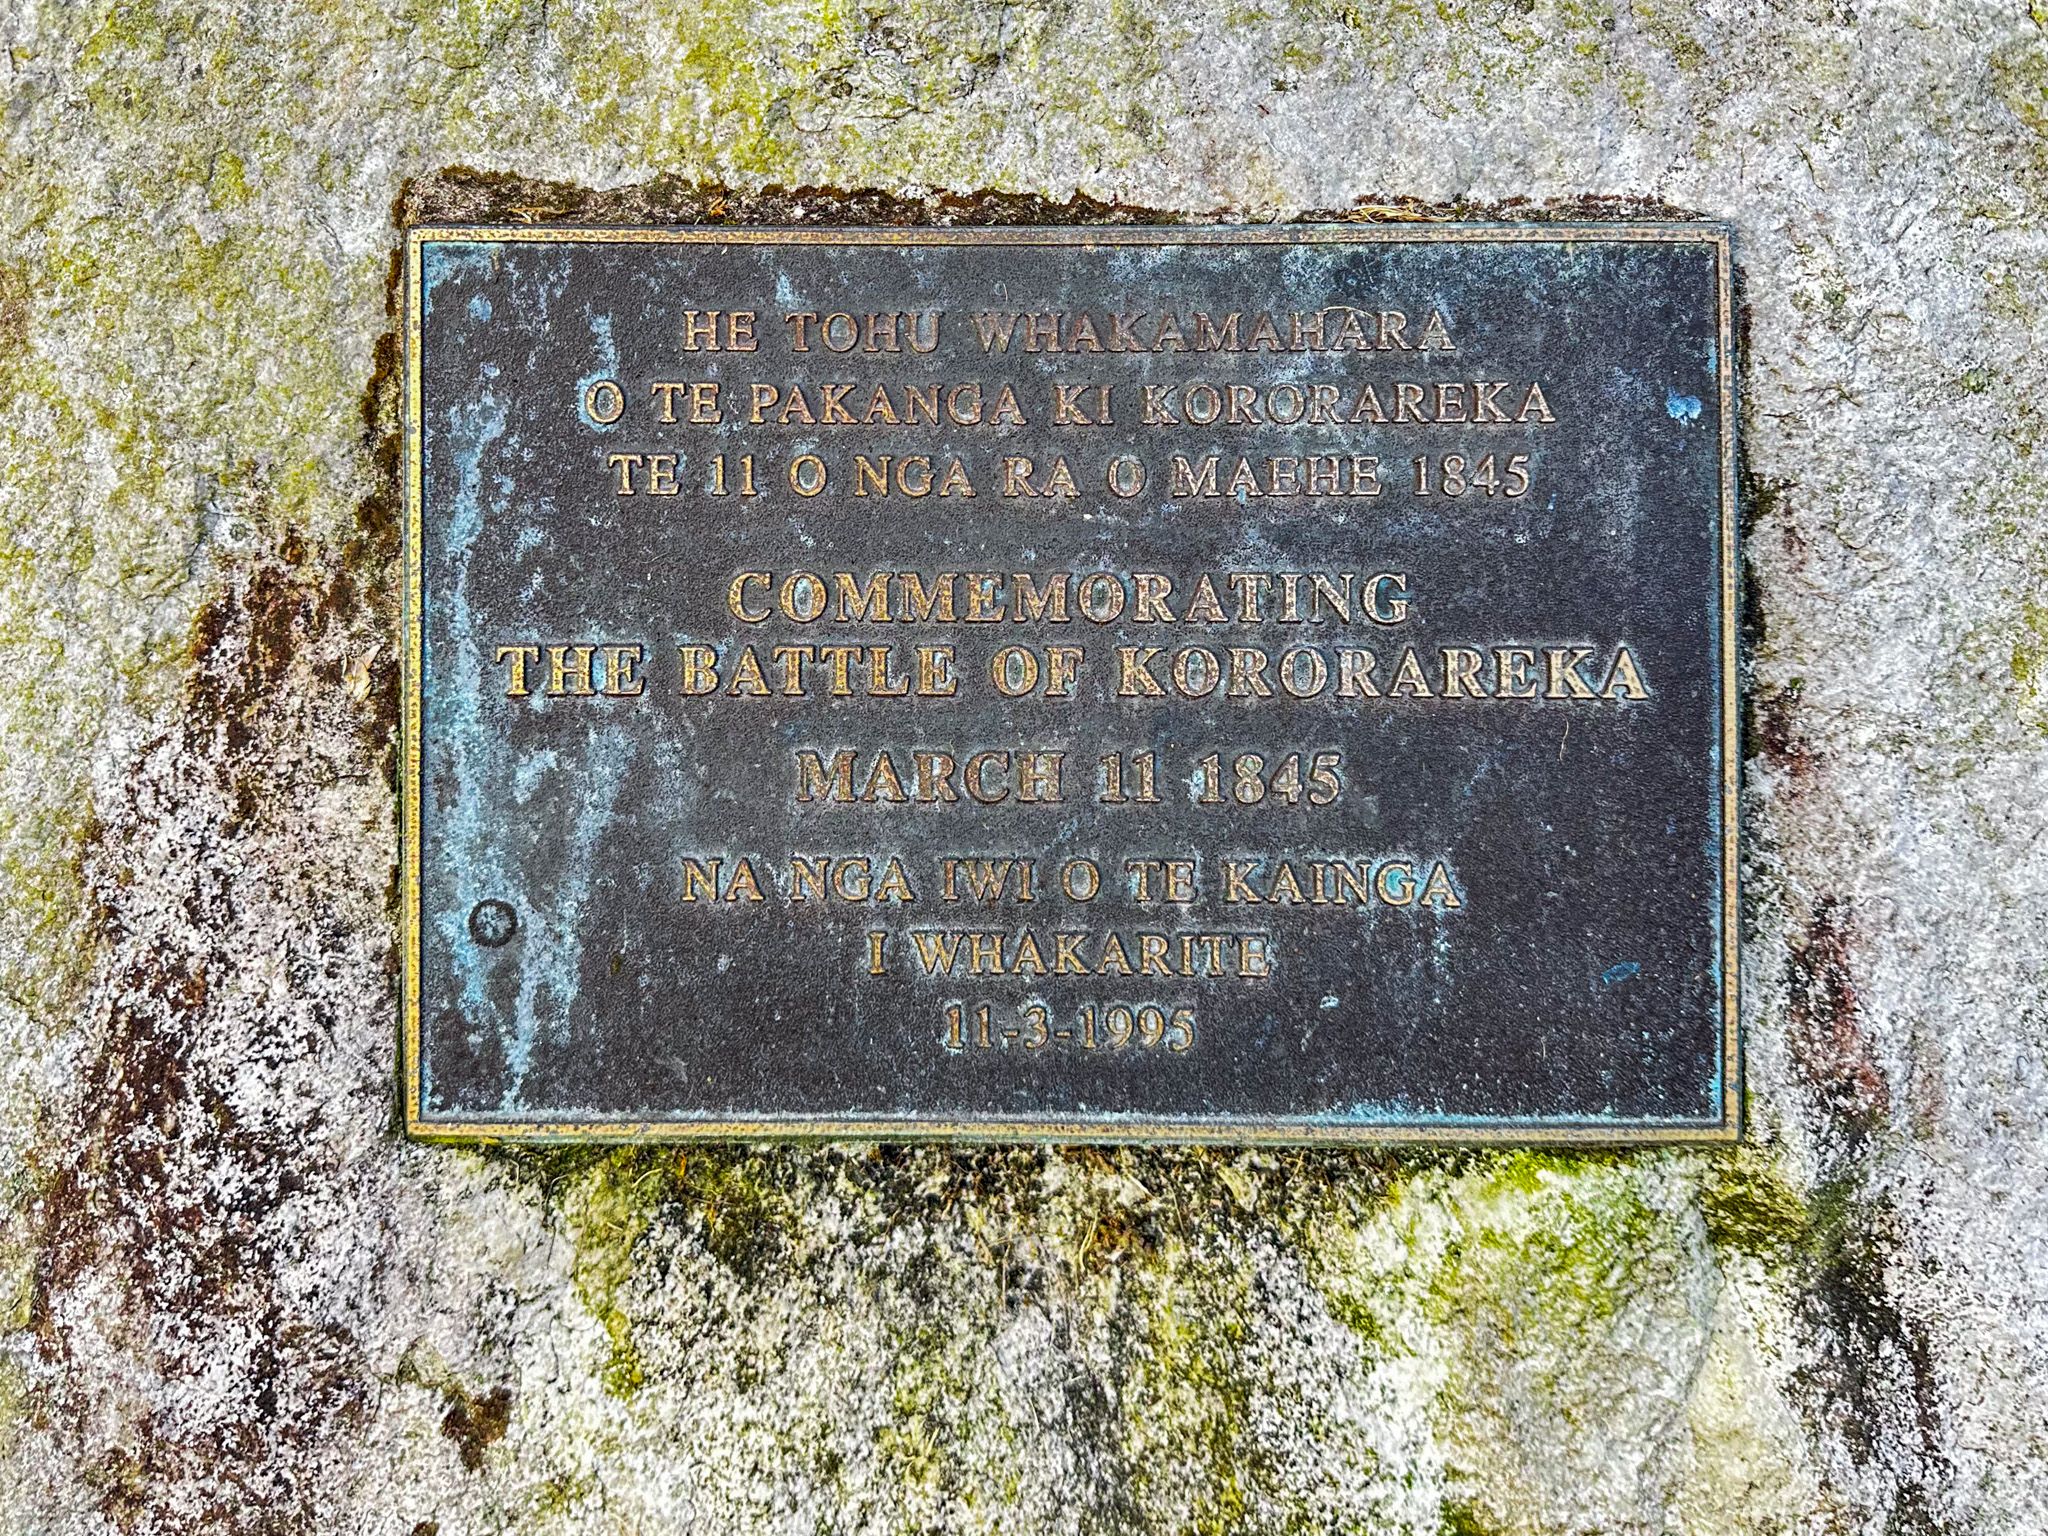 HE TOHU WHAKAMAHARA
O TE PAKANGA KI KORORAREKA
TE 11 O NGA RA O MAEHE 1845
COMMEMORATING
THE BATTLE OF KORORAREKA
MARCH 11 1845
NA NGA IWI O TE KAINGA
I WHAKARITE
11-3-1995